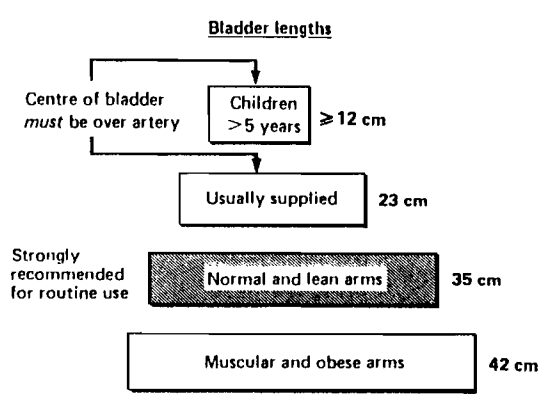 Bladder lengths
Centre of bladder
must be over artery
Children
>5 years
⩾12 cm
Usually supplied
23 cm
Strongly
recommended
for routine use
Normal and lean arms
35 cm
Muscular and obese arms
42 cm